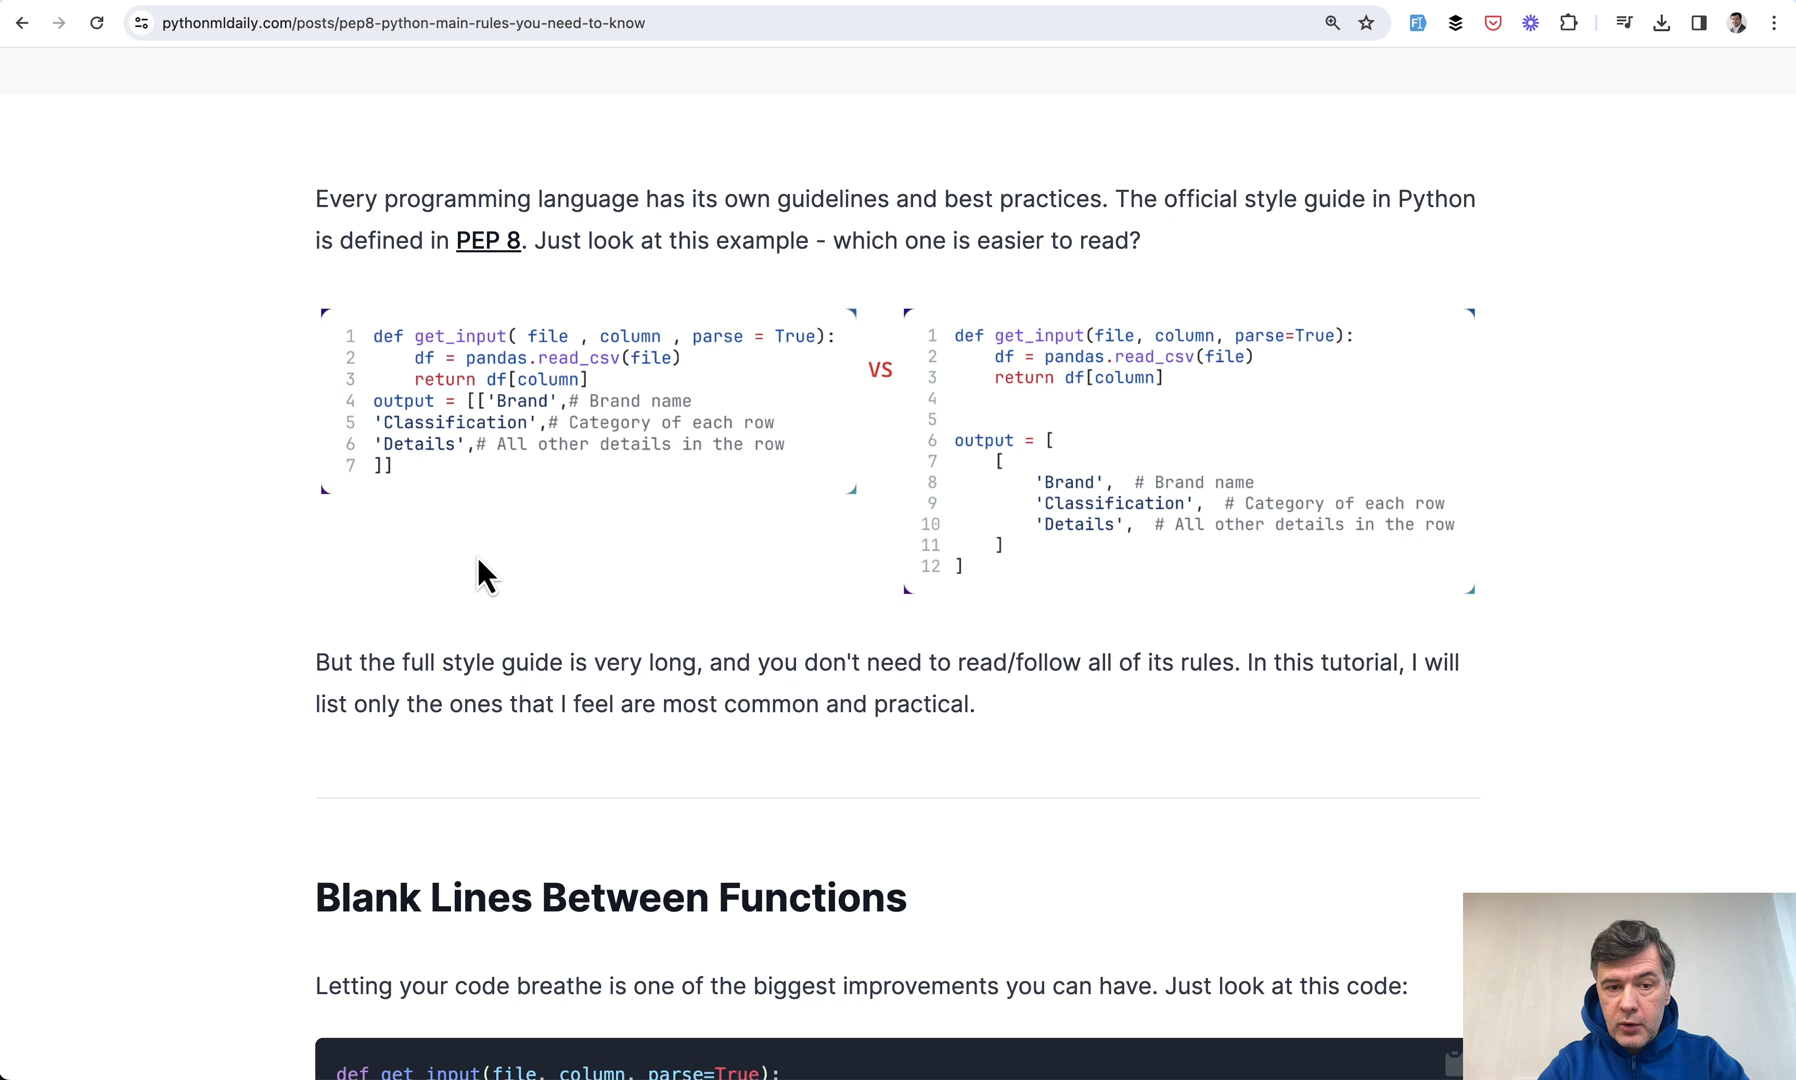 pythonmldaily.com/posts/pep8-python-main-rules-you-need-to-know
Every programming language has its own guidelines and best practices. The official style guide in Python
is defined in PEP 8. Just look at this example - which one is easier to read?
1 def get_input( file , column , parse = True):
2     df = pandas.read_csv(file)
3     return df[column]
4 output = [['Brand',# Brand name
5 'Classification',# Category of each row
6 'Details',# All other details in the row
7 ]]
VS
1 def get_input(file, column, parse=True):
2     df = pandas.read_csv(file)
3     return df[column]
4
5
6 output = [
7     [
8         'Brand',  # Brand name
9         'Classification',  # Category of each row
10         'Details',  # All other details in the row
11     ]
12 ]
But the full style guide is very long, and you don't need to read/follow all of its rules. In this tutorial, I will
list only the ones that I feel are most common and practical.
Blank Lines Between Functions
Letting your code breathe is one of the biggest improvements you can have. Just look at this code:
def get_input(file, column, parse=True):